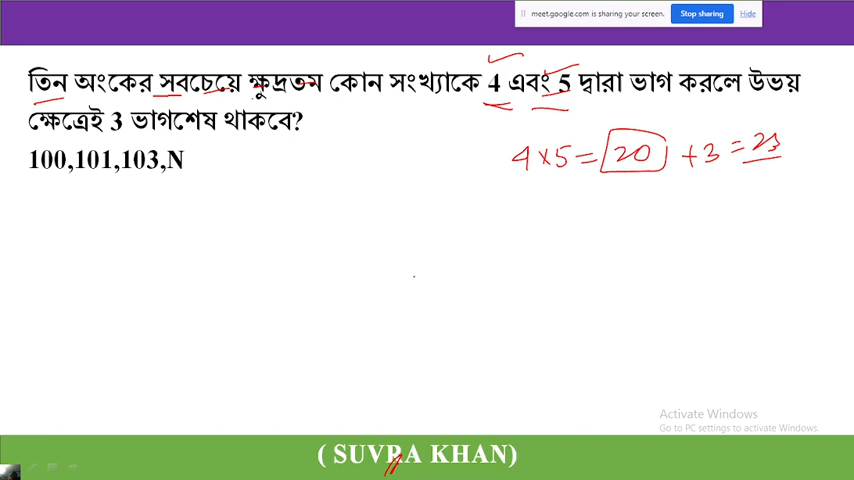 meet.google.com is sharing your screen. Stop sharing Hide
তিন অংকের সবচেয়ে ক্ষুদ্রতম কোন সংখ্যাকে 4 এবং 5 দ্বারা ভাগ করলে উভয়
ক্ষেত্রেই 3 ভাগশেষ থাকবে?
4×5=20 +3=23
100,101,103,N
Activate Windows
Go to PC settings to activate Windows.
( SUVRA KHAN)